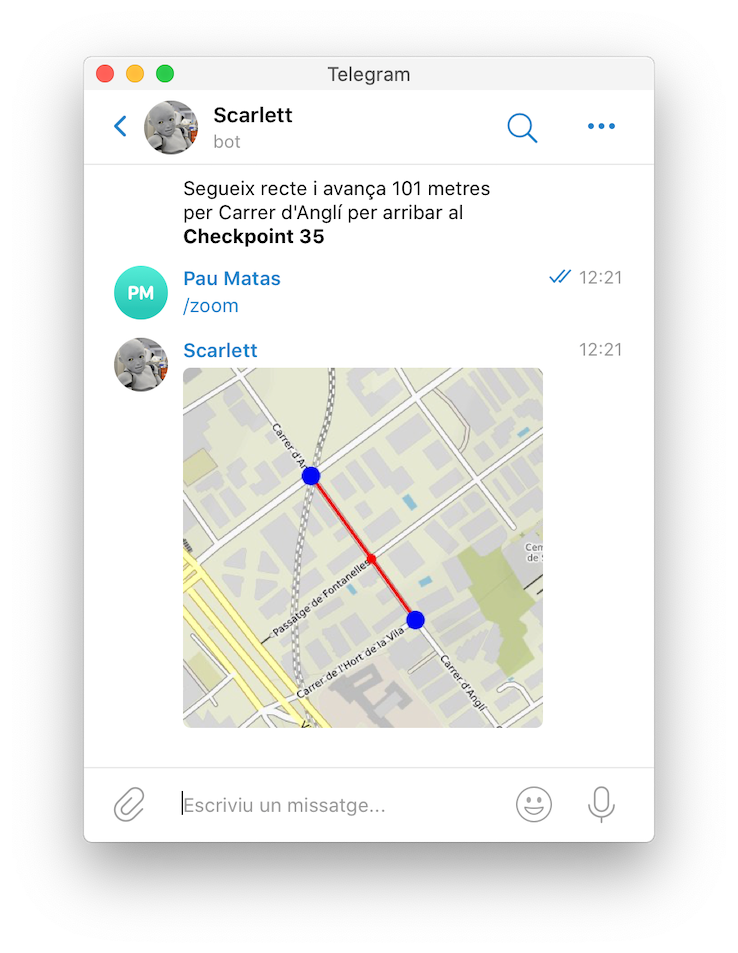 Telegram
Scarlett
bot
Segueix recte i avança 101 metres
per Carrer d'Anglí per arribar al
Checkpoint 35
PM
Pau Matas
12:21
/zoom
Scarlett
12:21
Carrer d'An
Cem
de S
Passatge de Fontanelles
Carrer de l'Hort de la Vila
Carrer d'Anglí
Escriviu un missatge...